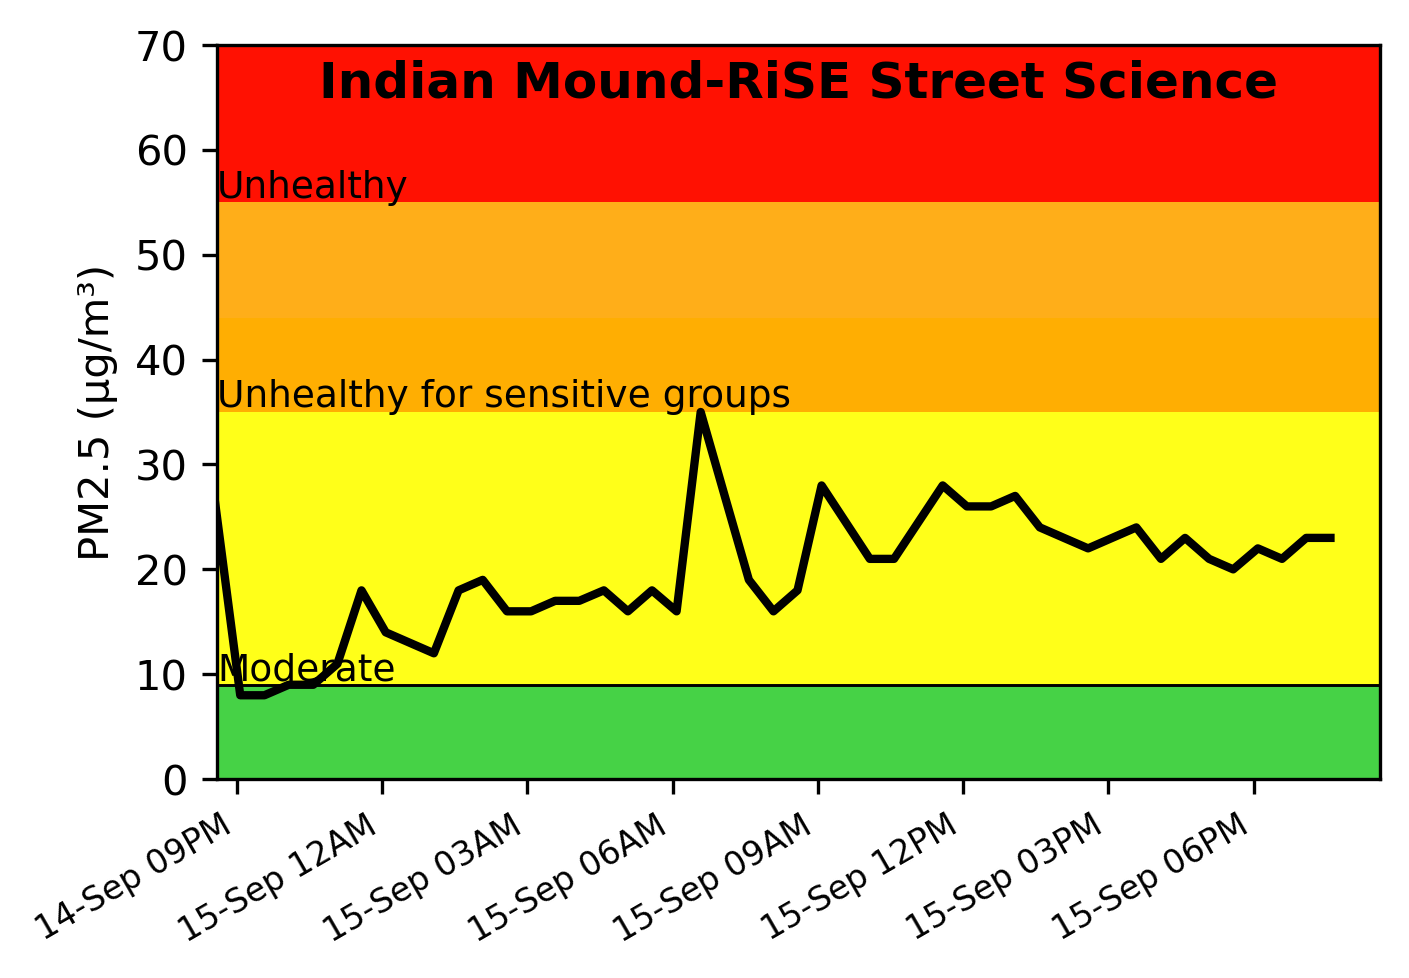 Indian Mound-RiSE Street Science
70
60
50
40
30
20
10
0
PM2.5 (µg/m³)
Unhealthy
Unhealthy for sensitive groups
Moderate
14-Sep 09PM
15-Sep 12AM
15-Sep 03AM
15-Sep 06AM
15-Sep 09AM
15-Sep 12PM
15-Sep 03PM
15-Sep 06PM